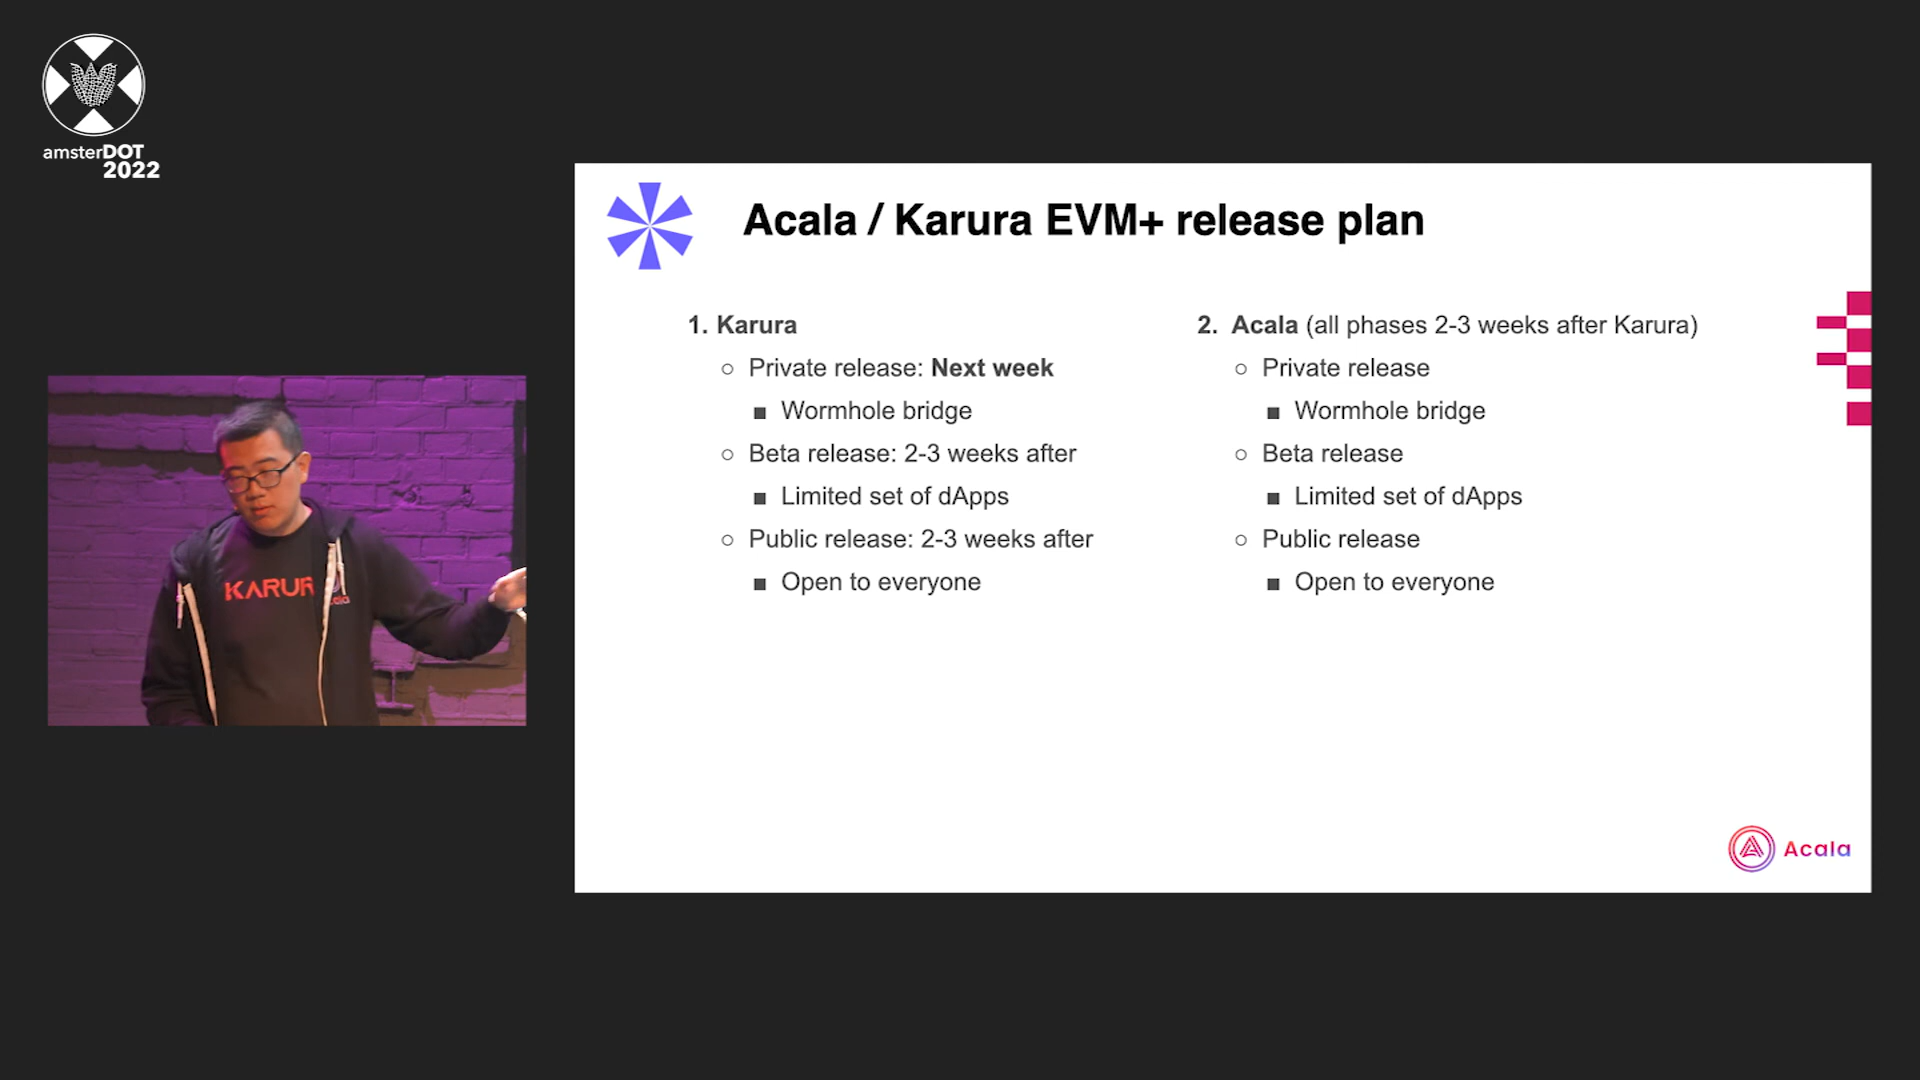 amsterDOT
2022
Acala / Karura EVM+ release plan
1. Karura
Private release: Next week
Wormhole bridge
Beta release: 2-3 weeks after
Limited set of dApps
Public release: 2-3 weeks after
Open to everyone
2. Acala (all phases 2-3 weeks after Karura)
Private release
Wormhole bridge
Beta release
Limited set of dApps
Public release
Open to everyone
KARUR
Acala